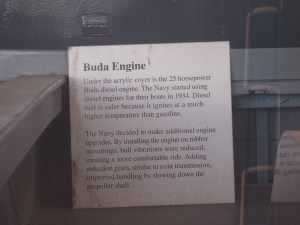 Buda Engine
Under the acrylic cover is the 25 horsepower
Buda diesel engine. The Navy started using
diesel engines for their boats in 1934. Diesel
fuel is safer because it ignites at a much
higher temperature than gasoline.
The Navy decided to make additional engine
upgrades. By installing the engine on rubber
mountings, hull vibrations were reduced,
creating a more comfortable ride. Adding
reduction gears, similar to a car transmission,
improved handling by slowing down the
propeller shaft.